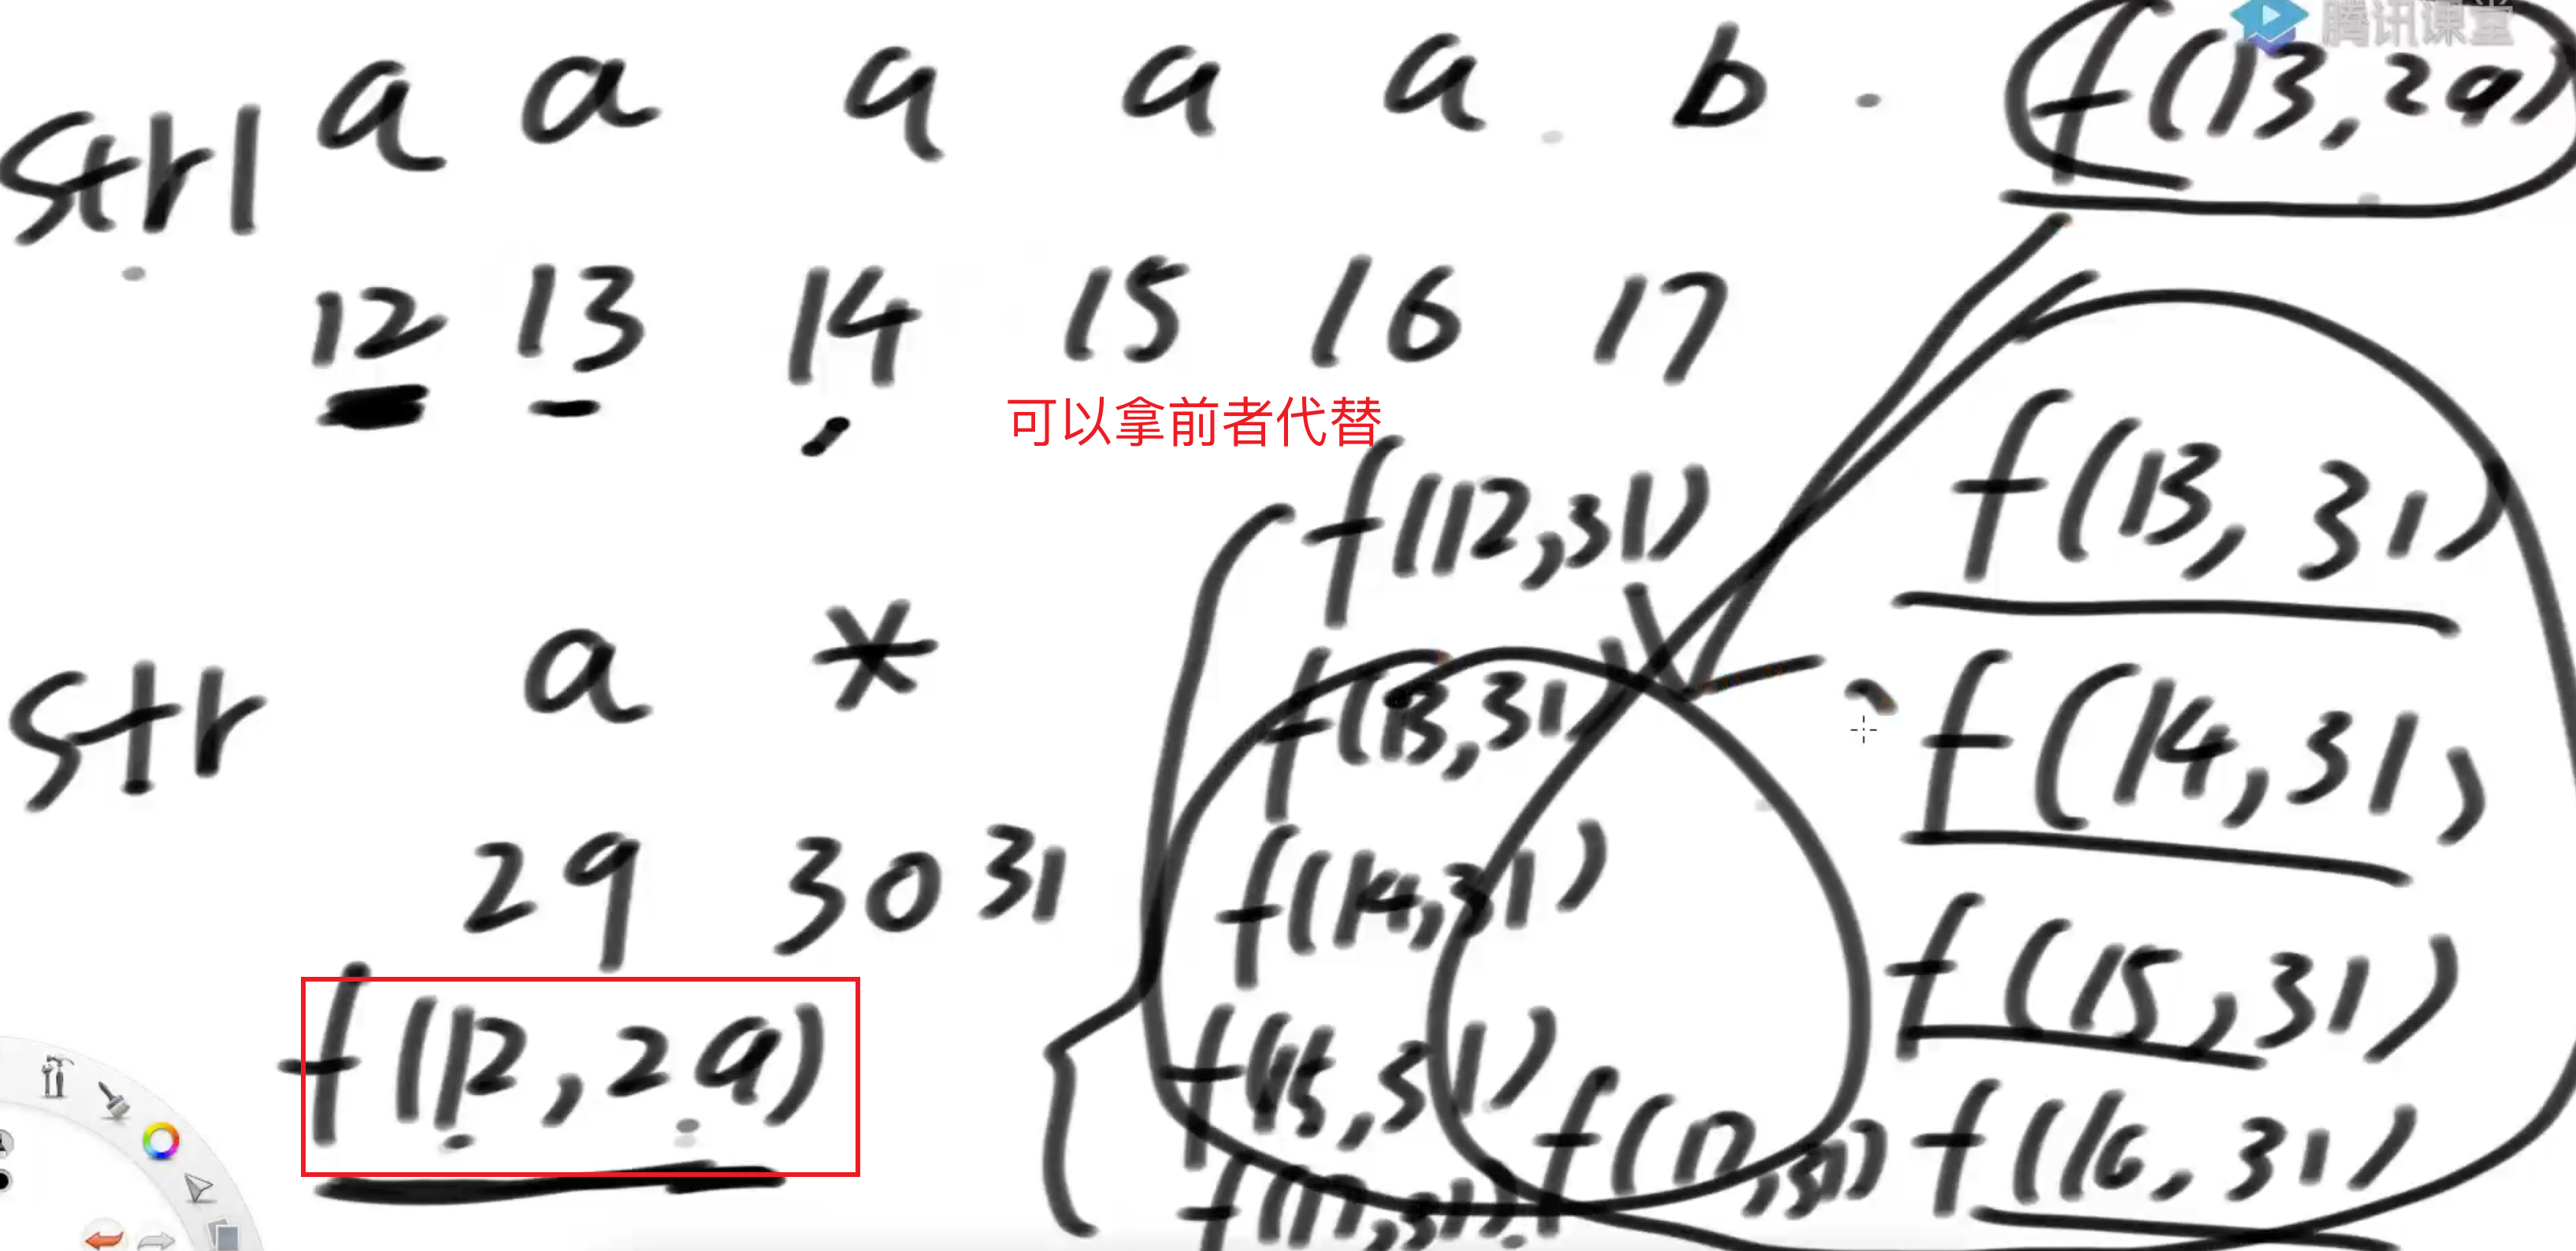 腾讯课堂
str1 a a a a a b f(13,29)
12 13 14 15 16 17
可以拿前者代替
f(12,31) f(13,31)
str a *
f(13,31) f(14,31)
29 30 31
f(14,31) f(15,31)
f(12,29)
f(15,31) f(17,31) f(16,31)
f(17,31)